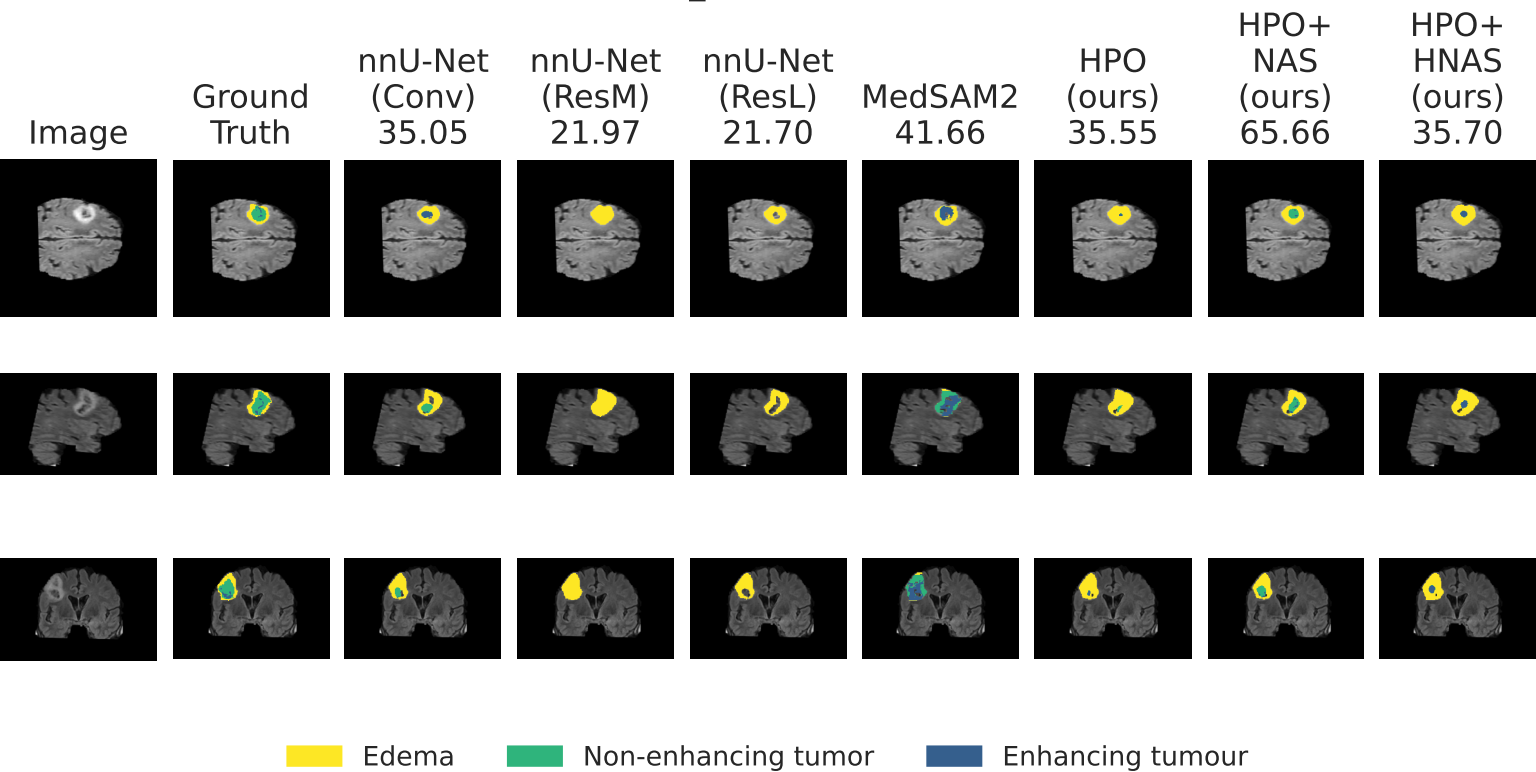 Image
Ground
Truth
nnU-Net
(Conv)
35.05
nnU-Net
(ResM)
21.97
nnU-Net
(ResL)
21.70
MedSAM2
41.66
HPO
(ours)
35.55
HPO+
NAS
(ours)
65.66
HPO+
HNAS
(ours)
35.70
Edema
Non-enhancing tumor
Enhancing tumour